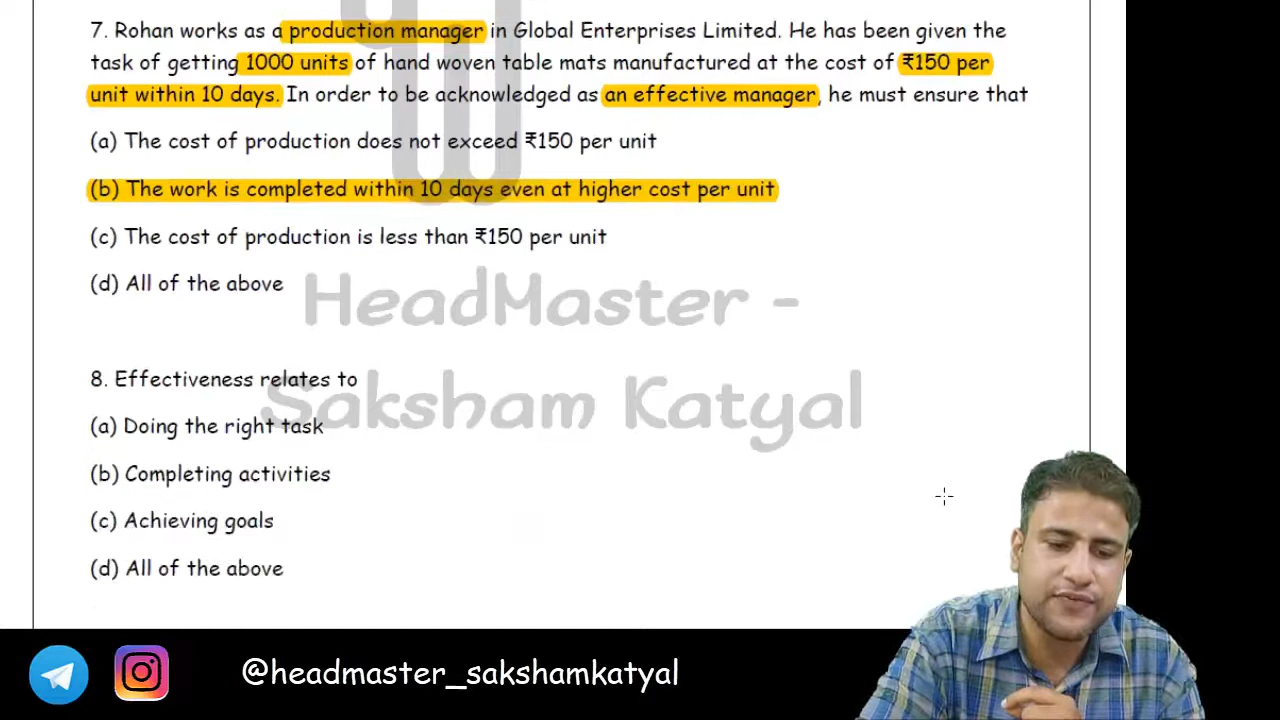 7. Rohan works as a production manager in Global Enterprises Limited. He has been given the
task of getting 1000 units of hand woven table mats manufactured at the cost of ₹150 per
unit within 10 days. In order to be acknowledged as an effective manager, he must ensure that
(a) The cost of production does not exceed ₹150 per unit
(b) The work is completed within 10 days even at higher cost per unit
(c) The cost of production is less than ₹150 per unit
(d) All of the above
HeadMaster -
Saksham Katyal
8. Effectiveness relates to
(a) Doing the right task
(b) Completing activities
(c) Achieving goals
(d) All of the above
@headmaster_sakshamkatyal